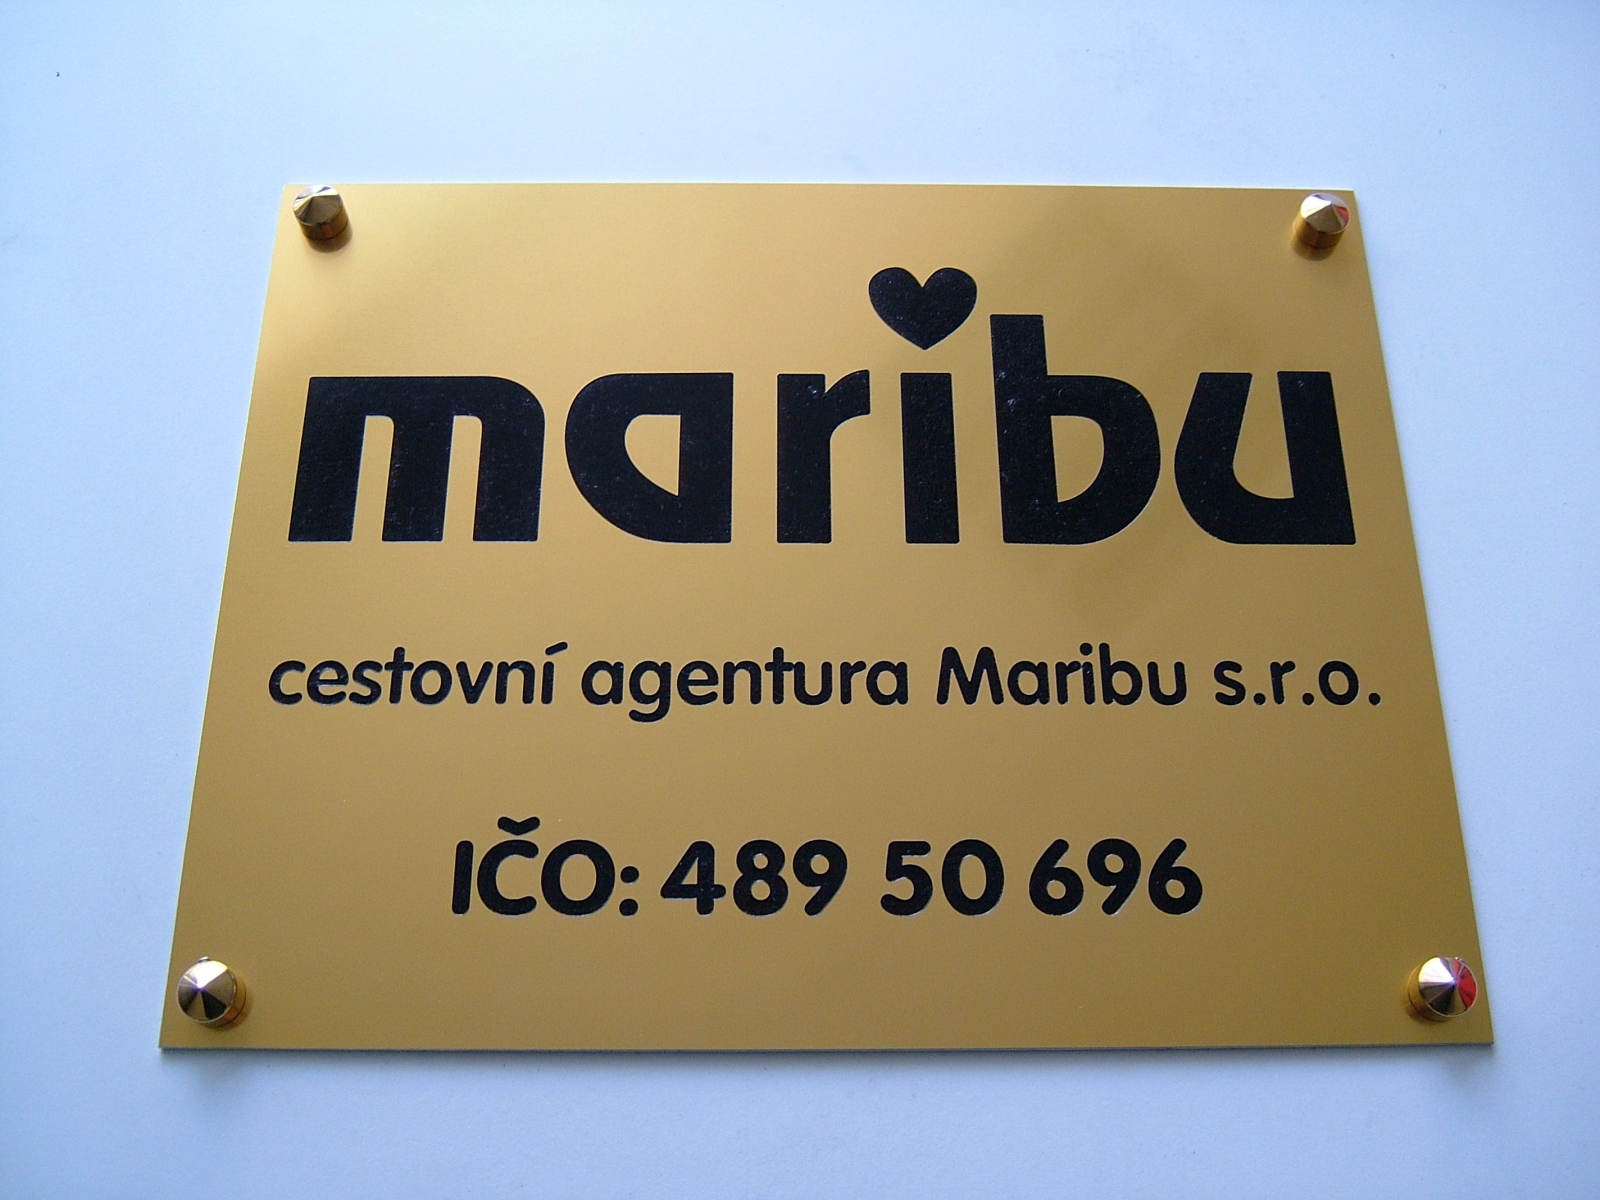 maribu
cestovní agentura Maribu s.r.o.
IČO: 489 50 696